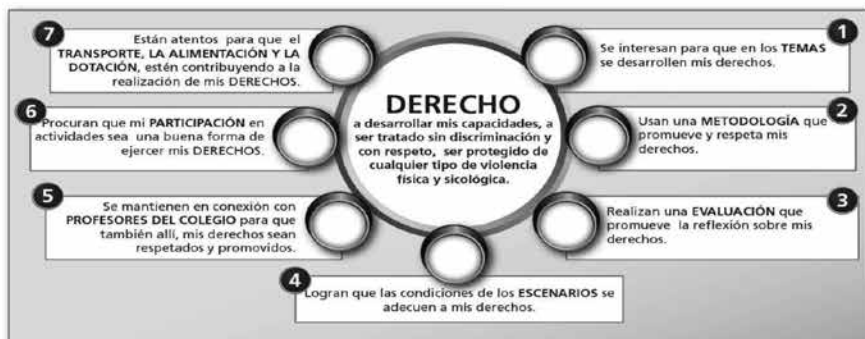 DERECHO
a desarrollar mis capacidades, a
ser tratado sin discriminación y
con respeto, ser protegido de
cualquier tipo de violencia
física y sicológica.
1
Se interesan para que en los TEMAS
se desarrollen mis derechos.
2
Usan una METODOLOGÍA que
promueve y respeta mis
derechos.
3
Realizan una EVALUACIÓN que
promueve la reflexión sobre mis
derechos.
4
Logran que las condiciones de los ESCENARIOS se
adecuen a mis derechos.
5
Se mantienen en conexión con
PROFESORES DEL COLEGIO para que
también allí, mis derechos sean
respetados y promovidos.
6
Procuran que mi PARTICIPACIÓN en
actividades sea una buena forma de
ejercer mis DERECHOS.
7
Están atentos para que el
TRANSPORTE, LA ALIMENTACIÓN Y LA
DOTACIÓN, estén contribuyendo a la
realización de mis DERECHOS.